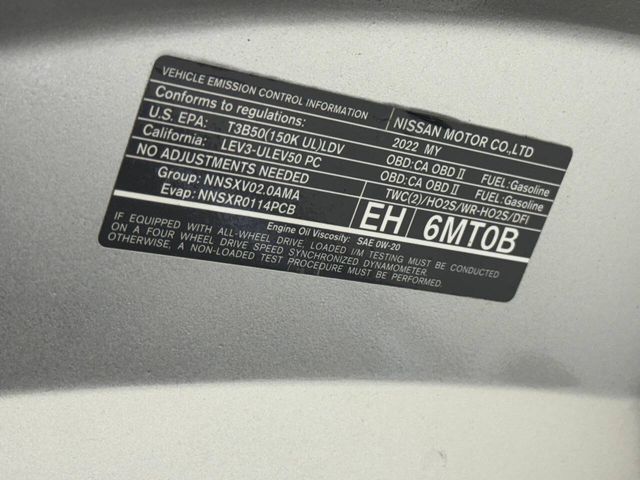 VEHICLE EMISSION CONTROL INFORMATION NISSAN MOTOR CO.,LTD
Conforms to regulations: 2022 MY
U.S. EPA: T3B50(150K UL)LDV OBD:CA OBD II FUEL:Gasoline
California: LEV3-ULEV50 PC OBD:CA OBD II FUEL:Gasoline
NO ADJUSTMENTS NEEDED TWC(2)/HO2S/WR-HO2S/DFI
Group: NNSXV02.0AMA
Evap: NNSXR0114PCB EH 6MT0B
Engine Oil Viscosity: SAE 0W-20
IF EQUIPPED WITH ALL-WHEEL DRIVE, LOADED I/M TESTING MUST BE CONDUCTED
ON A FOUR WHEEL DRIVE SPEED SYNCHRONIZED DYNAMOMETER.
OTHERWISE, A NON-LOADED TEST PROCEDURE MUST BE CONDUCTED.